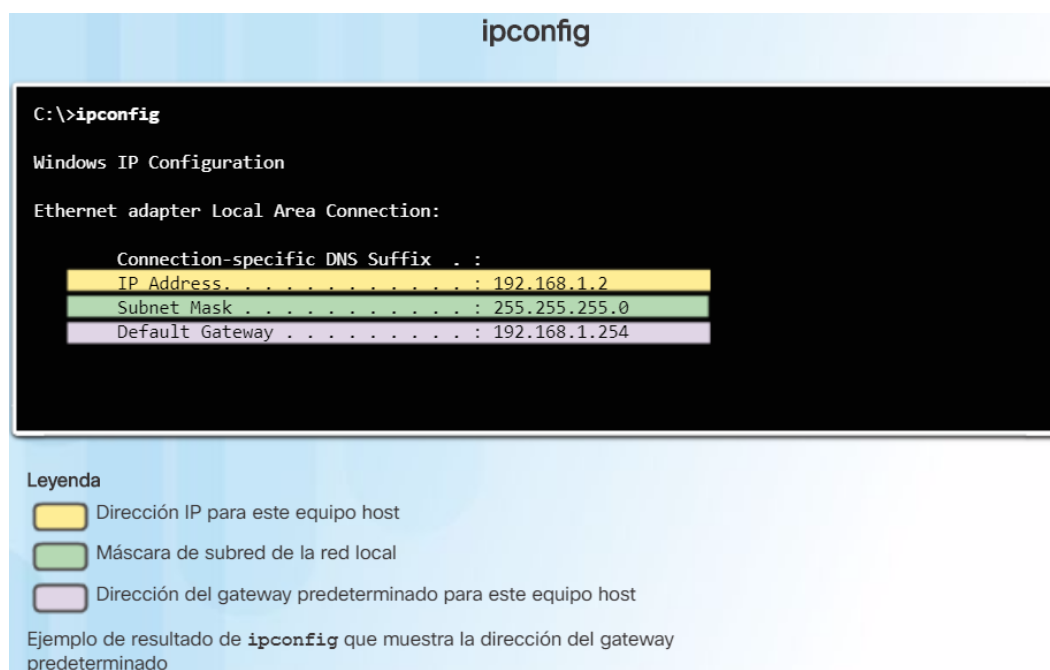 ipconfig
C:\>ipconfig
Windows IP Configuration
Ethernet adapter Local Area Connection:
Connection-specific DNS Suffix . :
IP Address. . . . . . . . . . . . : 192.168.1.2
Subnet Mask . . . . . . . . . . . : 255.255.255.0
Default Gateway . . . . . . . . . : 192.168.1.254
Leyenda
Dirección IP para este equipo host
Máscara de subred de la red local
Dirección del gateway predeterminado para este equipo host
Ejemplo de resultado de ipconfig que muestra la dirección del gateway
predeterminado